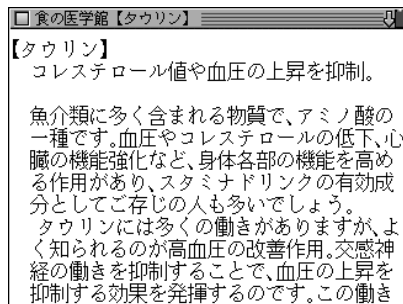 食の医学館【タウリン】
【タウリン】
コレステロール値や血圧の上昇を抑制。
魚介類に多く含まれる物質で、アミノ酸の
一種です。血圧やコレステロールの低下、心
臓の機能強化など、身体各部の機能を高め
る作用があり、スタミナドリンクの有効成
分としてご存じの人も多いでしょう。
タウリンには多くの働きがありますが、よ
く知られるのが高血圧の改善作用。交感神
経の働きを抑制することで、血圧の上昇を
抑制する効果を発揮するのです。この働き